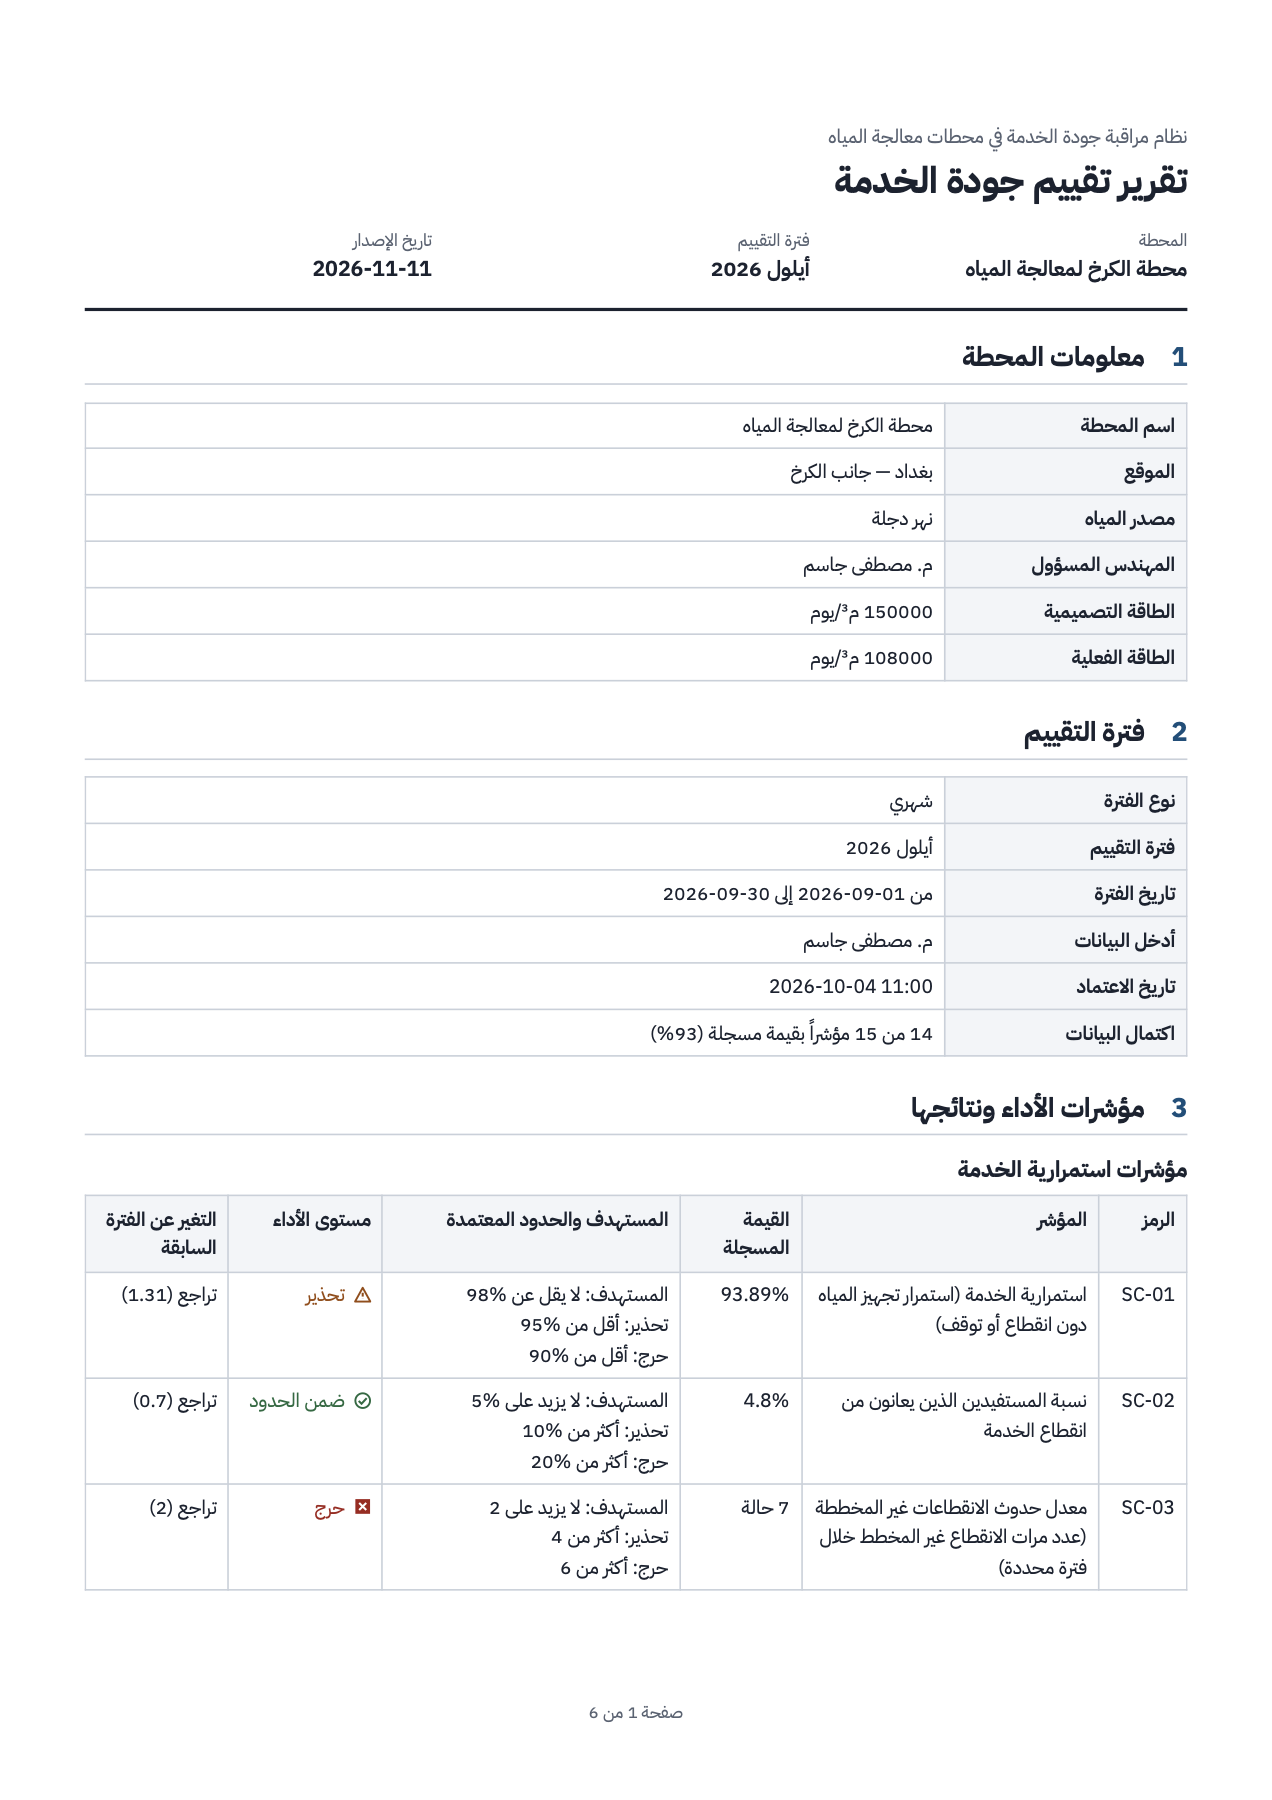 نظام مراقبة جودة الخدمة في محطات معالجة المياه
تقرير تقييم جودة الخدمة
المحطة
محطة الكرخ لمعالجة المياه
فترة التقييم
أيلول 2026
تاريخ الإصدار
2026-11-11
1 معلومات المحطة
اسم المحطة محطة الكرخ لمعالجة المياه
الموقع بغداد — جانب الكرخ
مصدر المياه نهر دجلة
المهندس المسؤول م. مصطفى جاسم
الطاقة التصميمية 150000 م³/يوم
الطاقة الفعلية 108000 م³/يوم
2 فترة التقييم
نوع الفترة شهري
فترة التقييم أيلول 2026
تاريخ الفترة من 2026-09-01 إلى 2026-09-30
أدخل البيانات م. مصطفى جاسم
تاريخ الاعتماد 2026-10-04 11:00
اكتمال البيانات 14 من 15 مؤشراً بقيمة مسجلة (93%)
3 مؤشرات الأداء ونتائجها
مؤشرات استمرارية الخدمة
الرمز
المؤشر
القيمة
المسجلة
المستهدف والحدود المعتمدة
مستوى الأداء
التغير عن الفترة
السابقة
SC-01
استمرارية الخدمة (استمرار تجهيز المياه
دون انقطاع أو توقف)
93.89%
المستهدف: لا يقل عن 98%
تحذير: أقل من 95%
حرج: أقل من 90%
تحذير
تراجع (1.31)
SC-02
نسبة المستفيدين الذين يعانون من
انقطاع الخدمة
4.8%
المستهدف: لا يزيد على 5%
تحذير: أكثر من 10%
حرج: أكثر من 20%
ضمن الحدود
تراجع (0.7)
SC-03
معدل حدوث الانقطاعات غير المخططة
(عدد مرات الانقطاع غير المخطط خلال
فترة محددة)
7 حالة
المستهدف: لا يزيد على 2
تحذير: أكثر من 4
حرج: أكثر من 6
حرج
تراجع (2)
صفحة 1 من 6